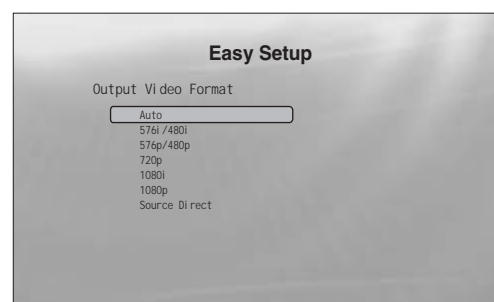 Easy Setup
Output Video Format
Auto
576i/480i
576p/480p
720p
1080i
1080p
Source Direct